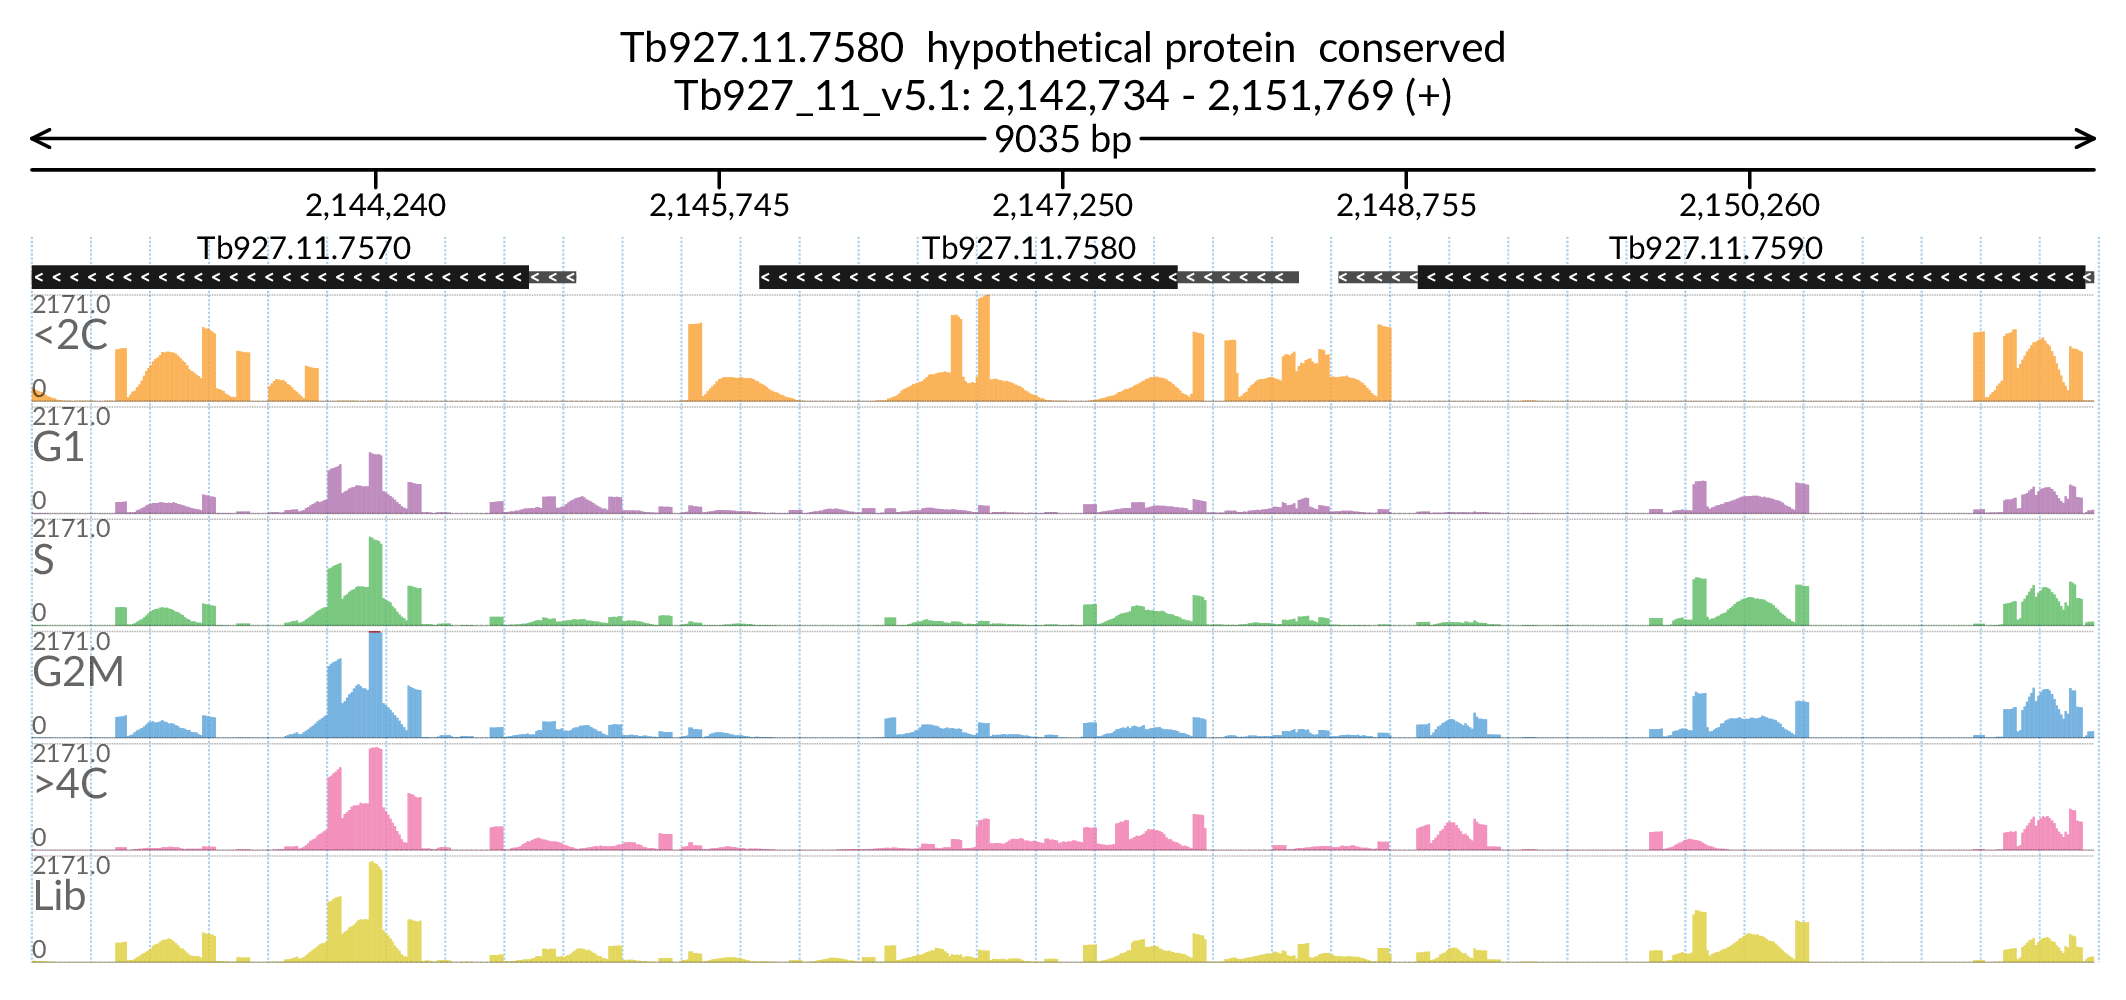 Tb927.11.7580 hypothetical protein conserved
Tb927_11_v5.1: 2,142,734 - 2,151,769 (+)
9035 bp
2,144,240 2,145,745 2,147,250 2,148,755 2,150,260
Tb927.11.7570 Tb927.11.7580 Tb927.11.7590
2171.0
<2C
0
2171.0
G1
0
2171.0
S
0
2171.0
G2M
0
2171.0
>4C
0
2171.0
Lib
0